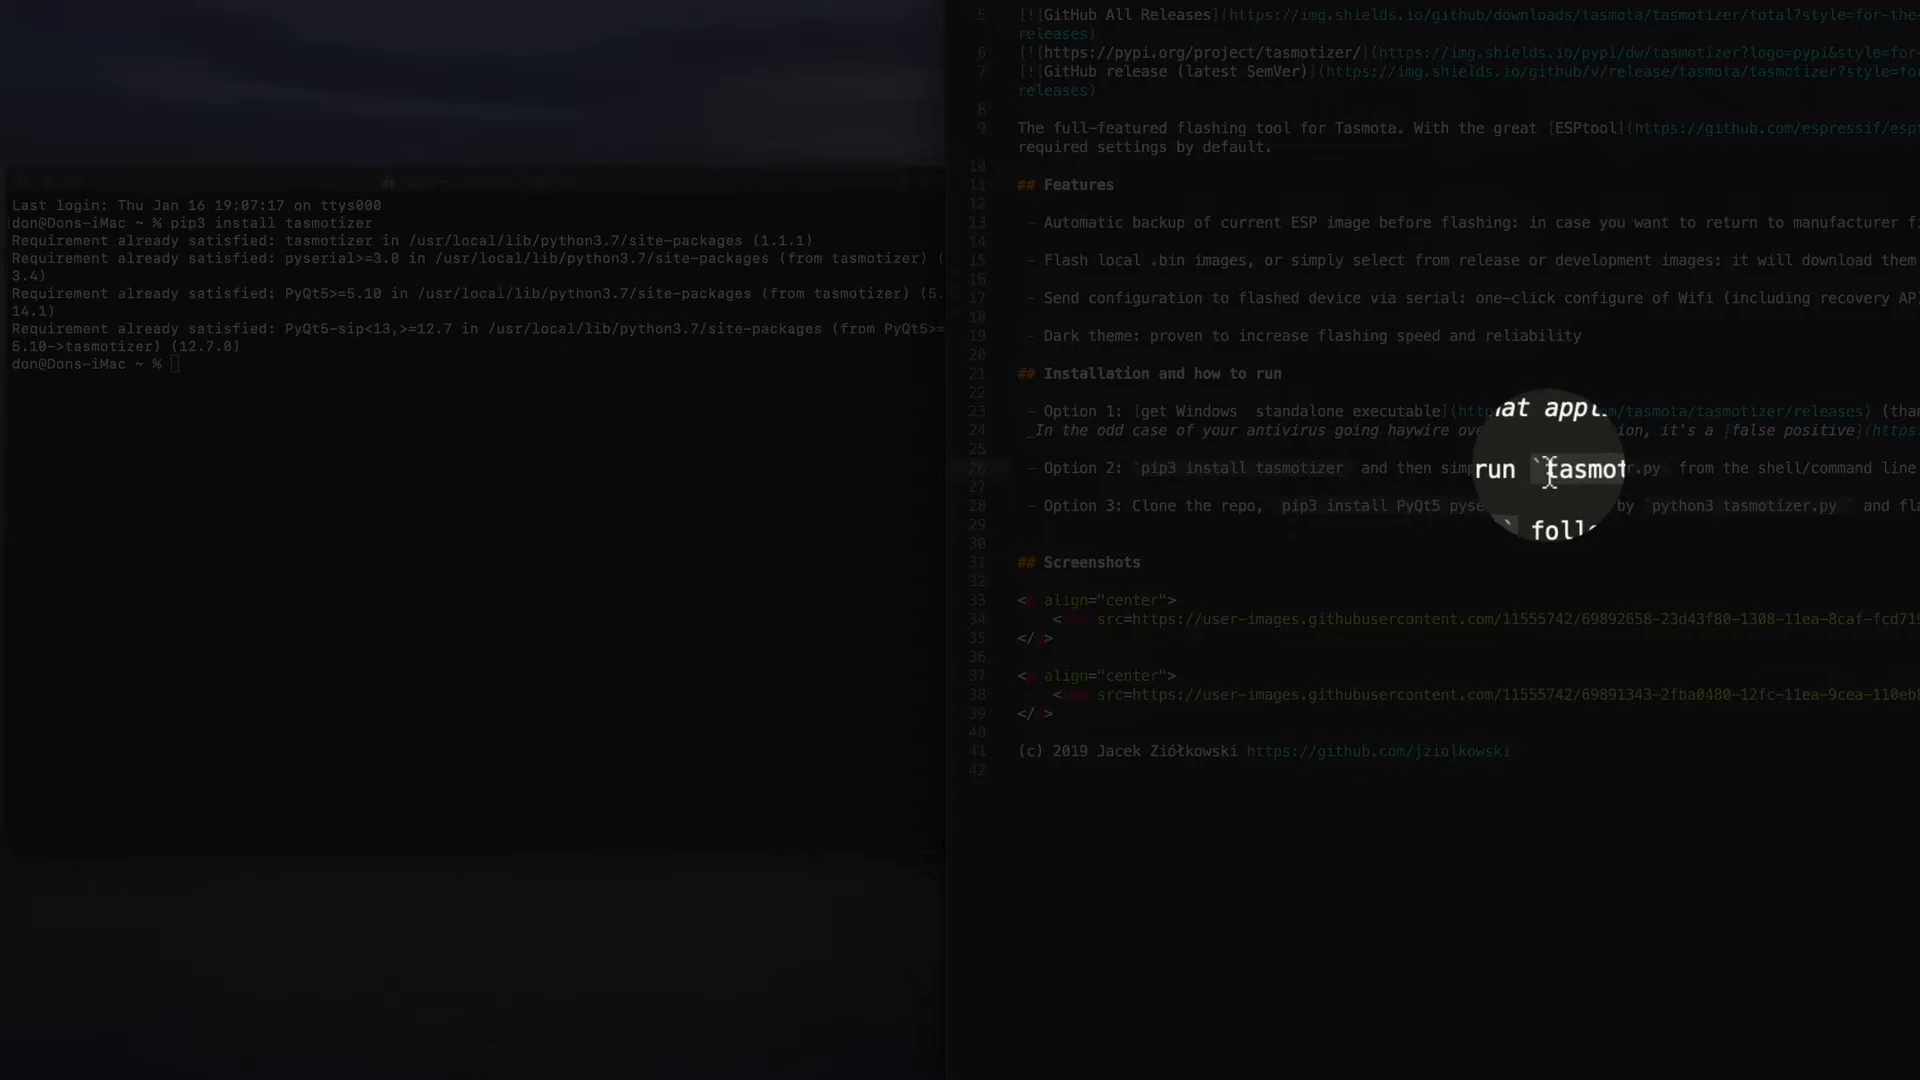 Last login: Thu Jan 16 19:07:17 on ttys000
don@Dons-iMac ~ % pip3 install tasmotizer
Requirement already satisfied: tasmotizer in /usr/local/lib/python3.7/site-packages (1.1.1)
Requirement already satisfied: pyserial>=3.0 in /usr/local/lib/python3.7/site-packages (from tasmotizer) (
3.4)
Requirement already satisfied: PyQt5>=5.10 in /usr/local/lib/python3.7/site-packages (from tasmotizer) (5.
14.1)
Requirement already satisfied: PyQt5-sip<13,>=12.7 in /usr/local/lib/python3.7/site-packages (from PyQt5>=
5.10->tasmotizer) (12.7.0)
don@Dons-iMac ~ %
5 [![GitHub All Releases](https://img.shields.io/github/downloads/tasmota/tasmotizer/total?style=for-the-
releases)
6 [![https://pypi.org/project/tasmotizer/](https://img.shields.io/pypi/dw/tasmotizer?logo=pypi&style=for-
7 [![GitHub release (latest SemVer)](https://img.shields.io/github/v/release/tasmota/tasmotizer?style=fo
releases)
8
9 The full-featured flashing tool for Tasmota. With the great [ESPtool](https://github.com/espressif/esp
required settings by default.
10
11 ## Features
12
13 - Automatic backup of current ESP image before flashing: in case you want to return to manufacturer f
14
15 - Flash local .bin images, or simply select from release or development images: it will download them
16
17 - Send configuration to flashed device via serial: one-click configure of Wifi (including recovery AP
18
19 - Dark theme: proven to increase flashing speed and reliability
20
21 ## Installation and how to run
22
23 - Option 1: [get Windows  standalone executable](http om/tasmota/tasmotizer/releases) (tha
24 _In the odd case of your antivirus going haywire ove ion, it's a [false positive](https:
25
26 - Option 2: `pip3 install tasmotizer  and then simp run `tasmot r.py  from the shell/command line
27
28 - Option 3: Clone the repo, `pip3 install PyQt5 pyse ` foll by `python3 tasmotizer.py ` and fl
29
30
31 ## Screenshots
32
33 <p align="center">
34 <img src=https://user-images.githubusercontent.com/11555742/69892658-23d43f80-1308-11ea-8caf-fcd719
35 </p>
36
37 <p align="center">
38 <img src=https://user-images.githubusercontent.com/11555742/69891343-2fba0480-12fc-11ea-9cea-110eb
39 </p>
40
41 (c) 2019 Jacek Ziółkowski https://github.com/jziolkowski
42